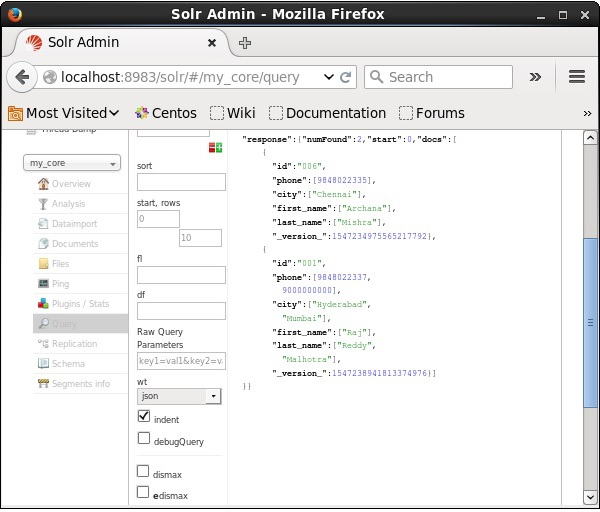 Solr Admin - Mozilla Firefox
Solr Admin
localhost:8983/solr/#/my_core/query
Search
Most Visited
Centos
Wiki
Documentation
Forums
Thread Dump
my_core
Overview
Analysis
Dataimport
Documents
Files
Ping
Plugins / Stats
Query
Replication
Schema
Segments info
sort
start, rows
0
10
fl
df
Raw Query
Parameters
key1=val1&key2=va
wt
json
indent
debugQuery
dismax
edismax
"response":{"numFound":2,"start":0,"docs":[
{
"id":"006",
"phone":[9848022335],
"city":["Chennai"],
"first_name":["Archana"],
"last_name":["Mishra"],
"_version_":1547234975565217792},
{
"id":"001",
"phone":[9848022337,
9000000000],
"city":["Hyderabad",
"Mumbai"],
"first_name":["Raj"],
"last_name":["Reddy",
"Malhotra"],
"_version_":1547238941813374976}]
}}